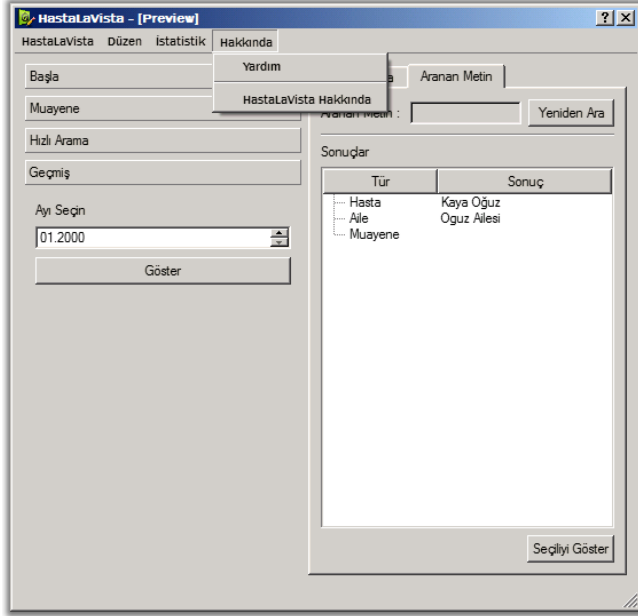 HastaLaVista - [Preview]
HastaLaVista Düzen İstatistik Hakkında
Yardım
HastaLaVista Hakkında
Başla
Muayene
Hızlı Arama
Geçmiş
Ayı Seçin
01.2000
Göster
Aranan Metin
Aranan Metin :
Yeniden Ara
Sonuçlar
Tür Sonuç
Hasta Kaya Oğuz
Aile Oguz Ailesi
Muayene
Seçiliyi Göster